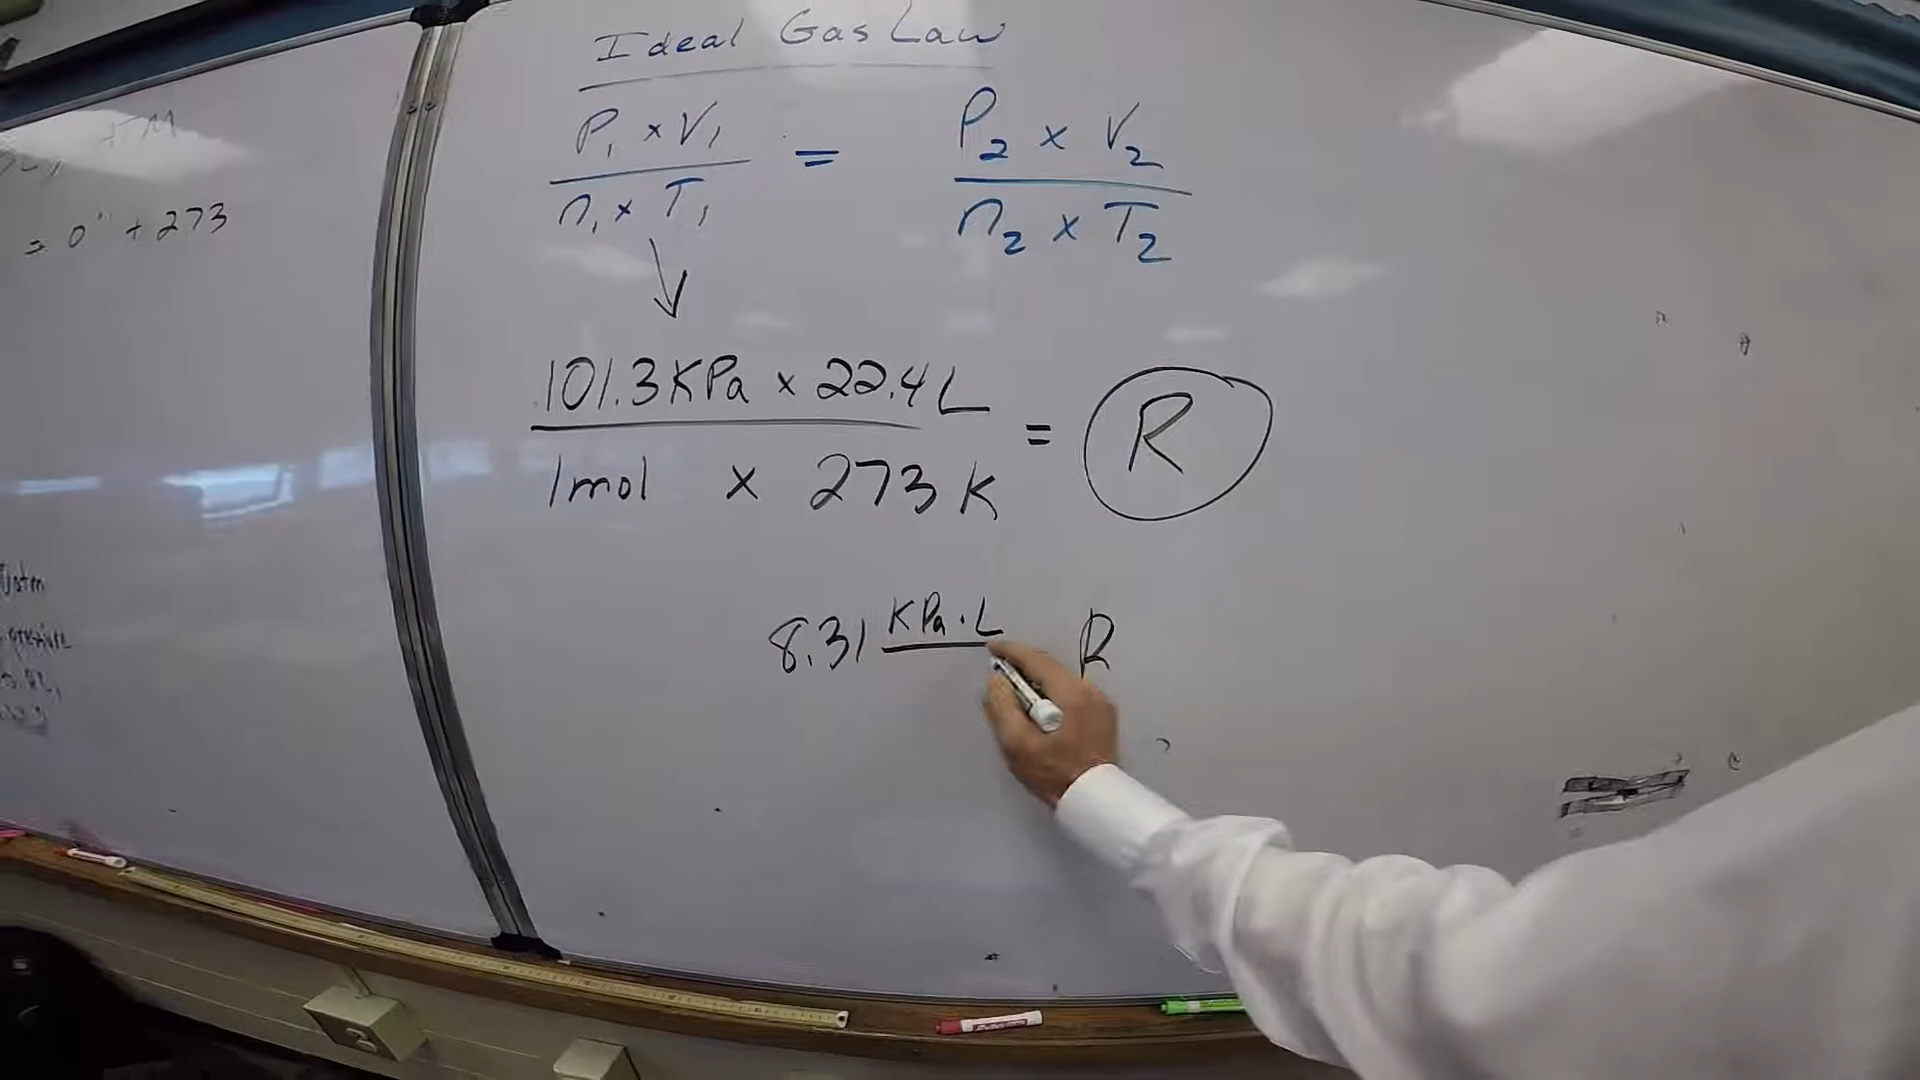 Ideal Gas Law
P₁ x V₁
n₁ x T₁
=
P₂ x V₂
n₂ x T₂
101.3 KPa x 22.4 L
1mol x 273 K
= R
8.31 KPa · L
R
= 0° + 273